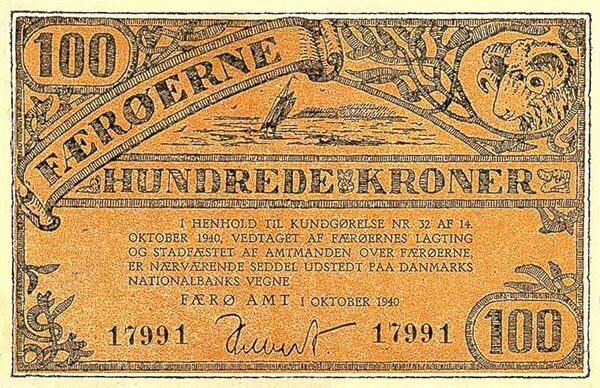 100
FÆRØERNE
HUNDREDE KRONER
I HENHOLD TIL KUNDGØRELSE NR. 32 AF 14.
OKTOBER 1940, VEDTAGET AF FÆRØERNES LAGTING
OG STADFÆSTET AF AMTMANDEN OVER FÆRØERNE,
ER NÆRVÆRENDE SEDDEL UDSTEDT PAA DANMARKS
NATIONALBANKS VEGNE
FÆRØ AMT 1 OKTOBER 1940
17991 17991
100